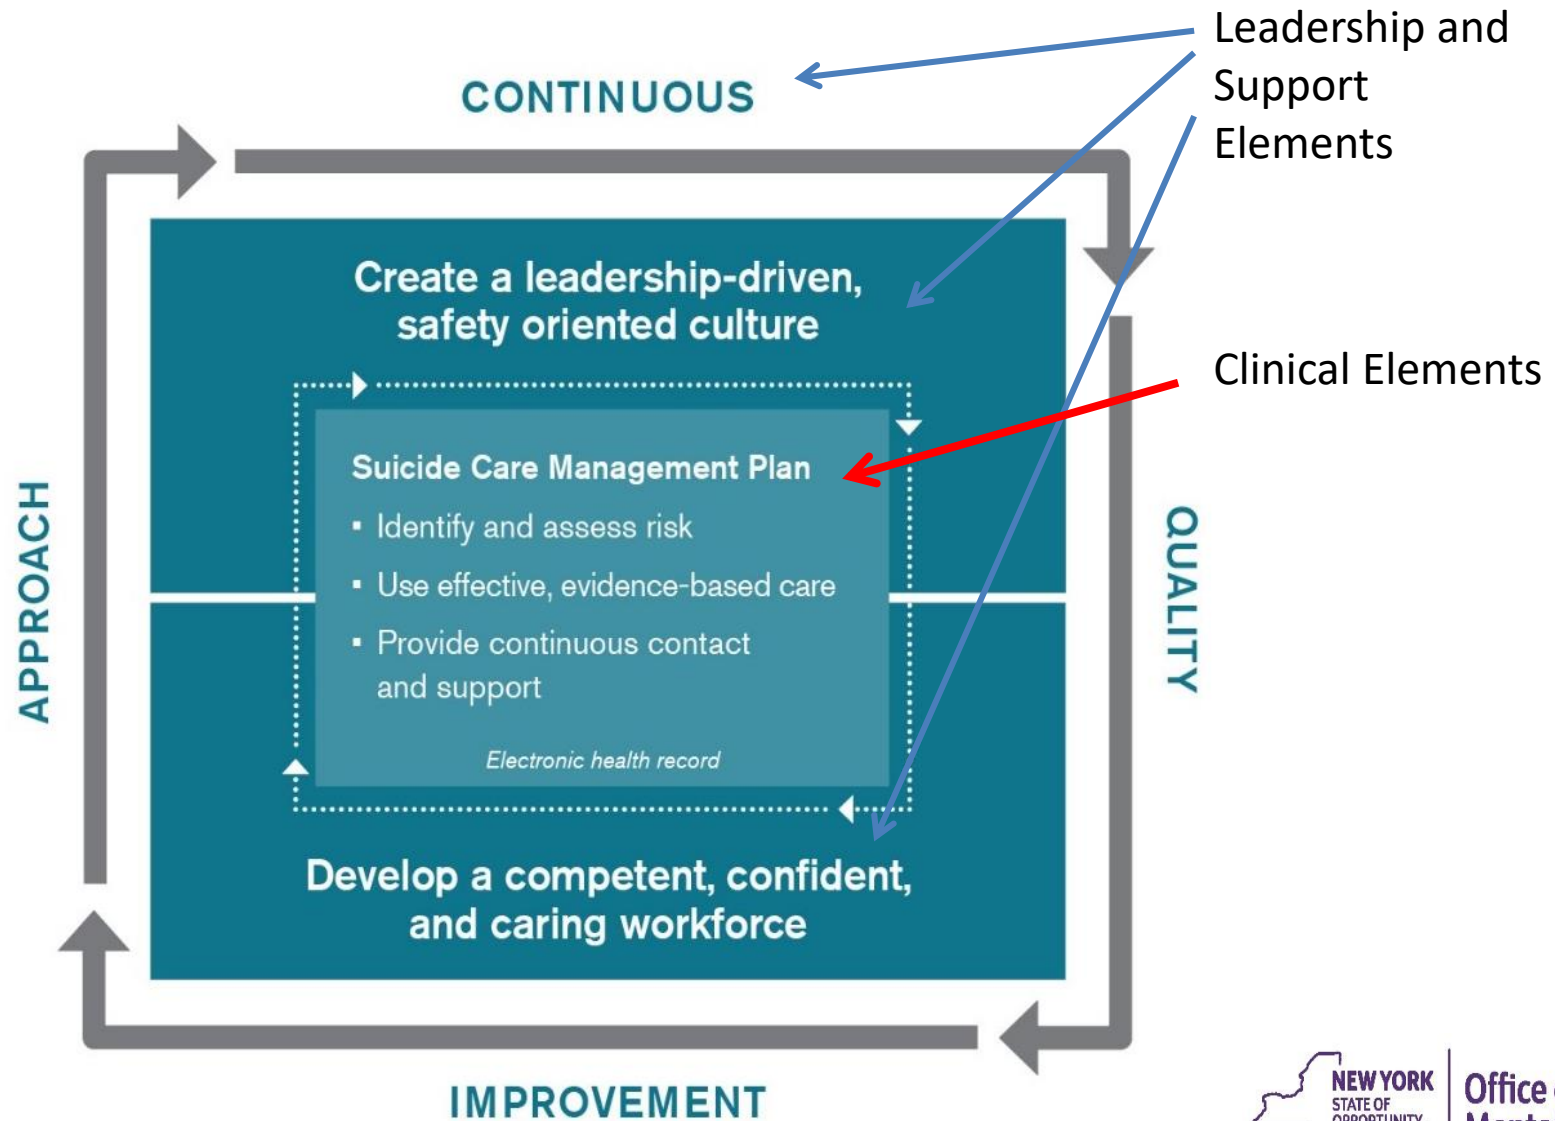 Leadership and
Support
Elements
CONTINUOUS
Create a leadership-driven,
safety oriented culture
Clinical Elements
Suicide Care Management Plan
▪ Identify and assess risk
▪ Use effective, evidence-based care
▪ Provide continuous contact
and support
Electronic health record
APPROACH
QUALITY
Develop a competent, confident,
and caring workforce
IMPROVEMENT
NEW YORK
STATE OF
OPPORTUNITY
Office